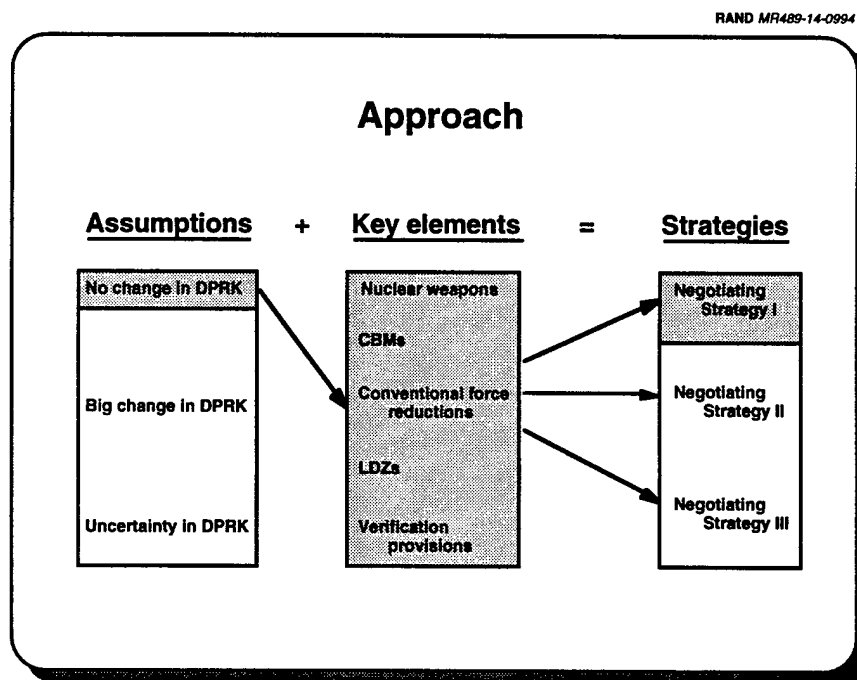 RAND MR489-14-0994
Approach
Assumptions + Key elements = Strategies
No change in DPRK
Big change in DPRK
Uncertainty in DPRK
Nuclear weapons
CBMs
Conventional force
reductions
LDZs
Verification
provisions
Negotiating
Strategy I
Negotiating
Strategy II
Negotiating
Strategy III